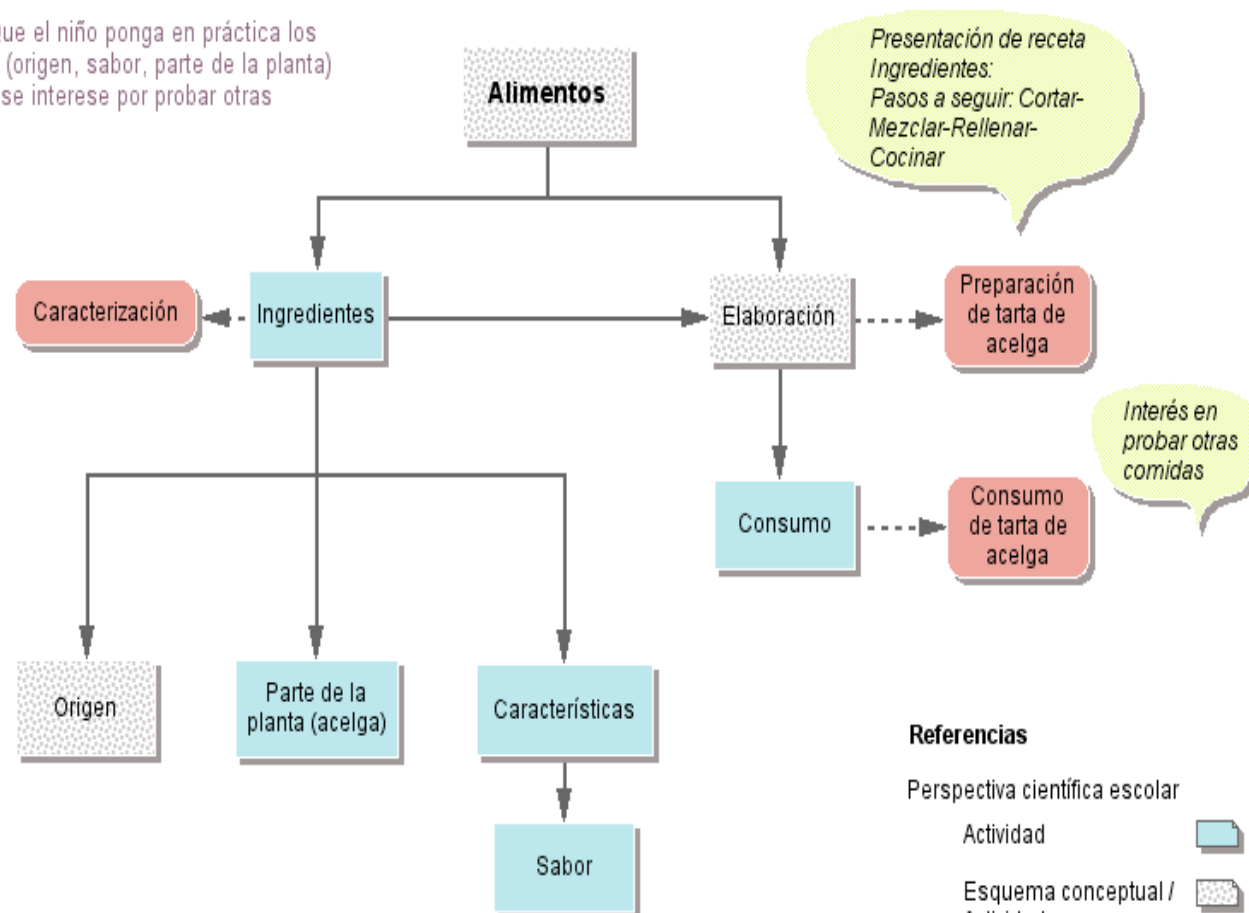 Que el niño ponga en práctica los
(origen, sabor, parte de la planta)
se interese por probar otras
Alimentos
Presentación de receta
Ingredientes:
Pasos a seguir: Cortar-
Mezclar-Rellenar-
Cocinar
Caracterización
Ingredientes
Elaboración
Preparación
de tarta de
acelga
Interés en
probar otras
comidas
Consumo
Consumo
de tarta de
acelga
Origen
Parte de la
planta (acelga)
Características
Sabor
Referencias
Perspectiva científica escolar
Actividad
Esquema conceptual /